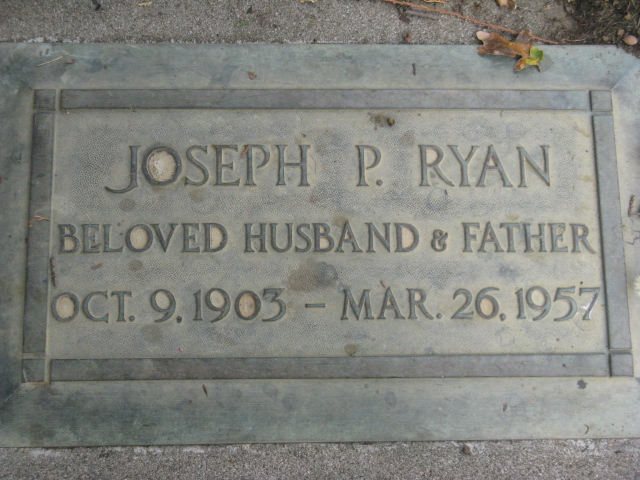 JOSEPH P. RYAN
BELOVED HUSBAND & FATHER
OCT. 9, 1903 – MAR. 26, 1957